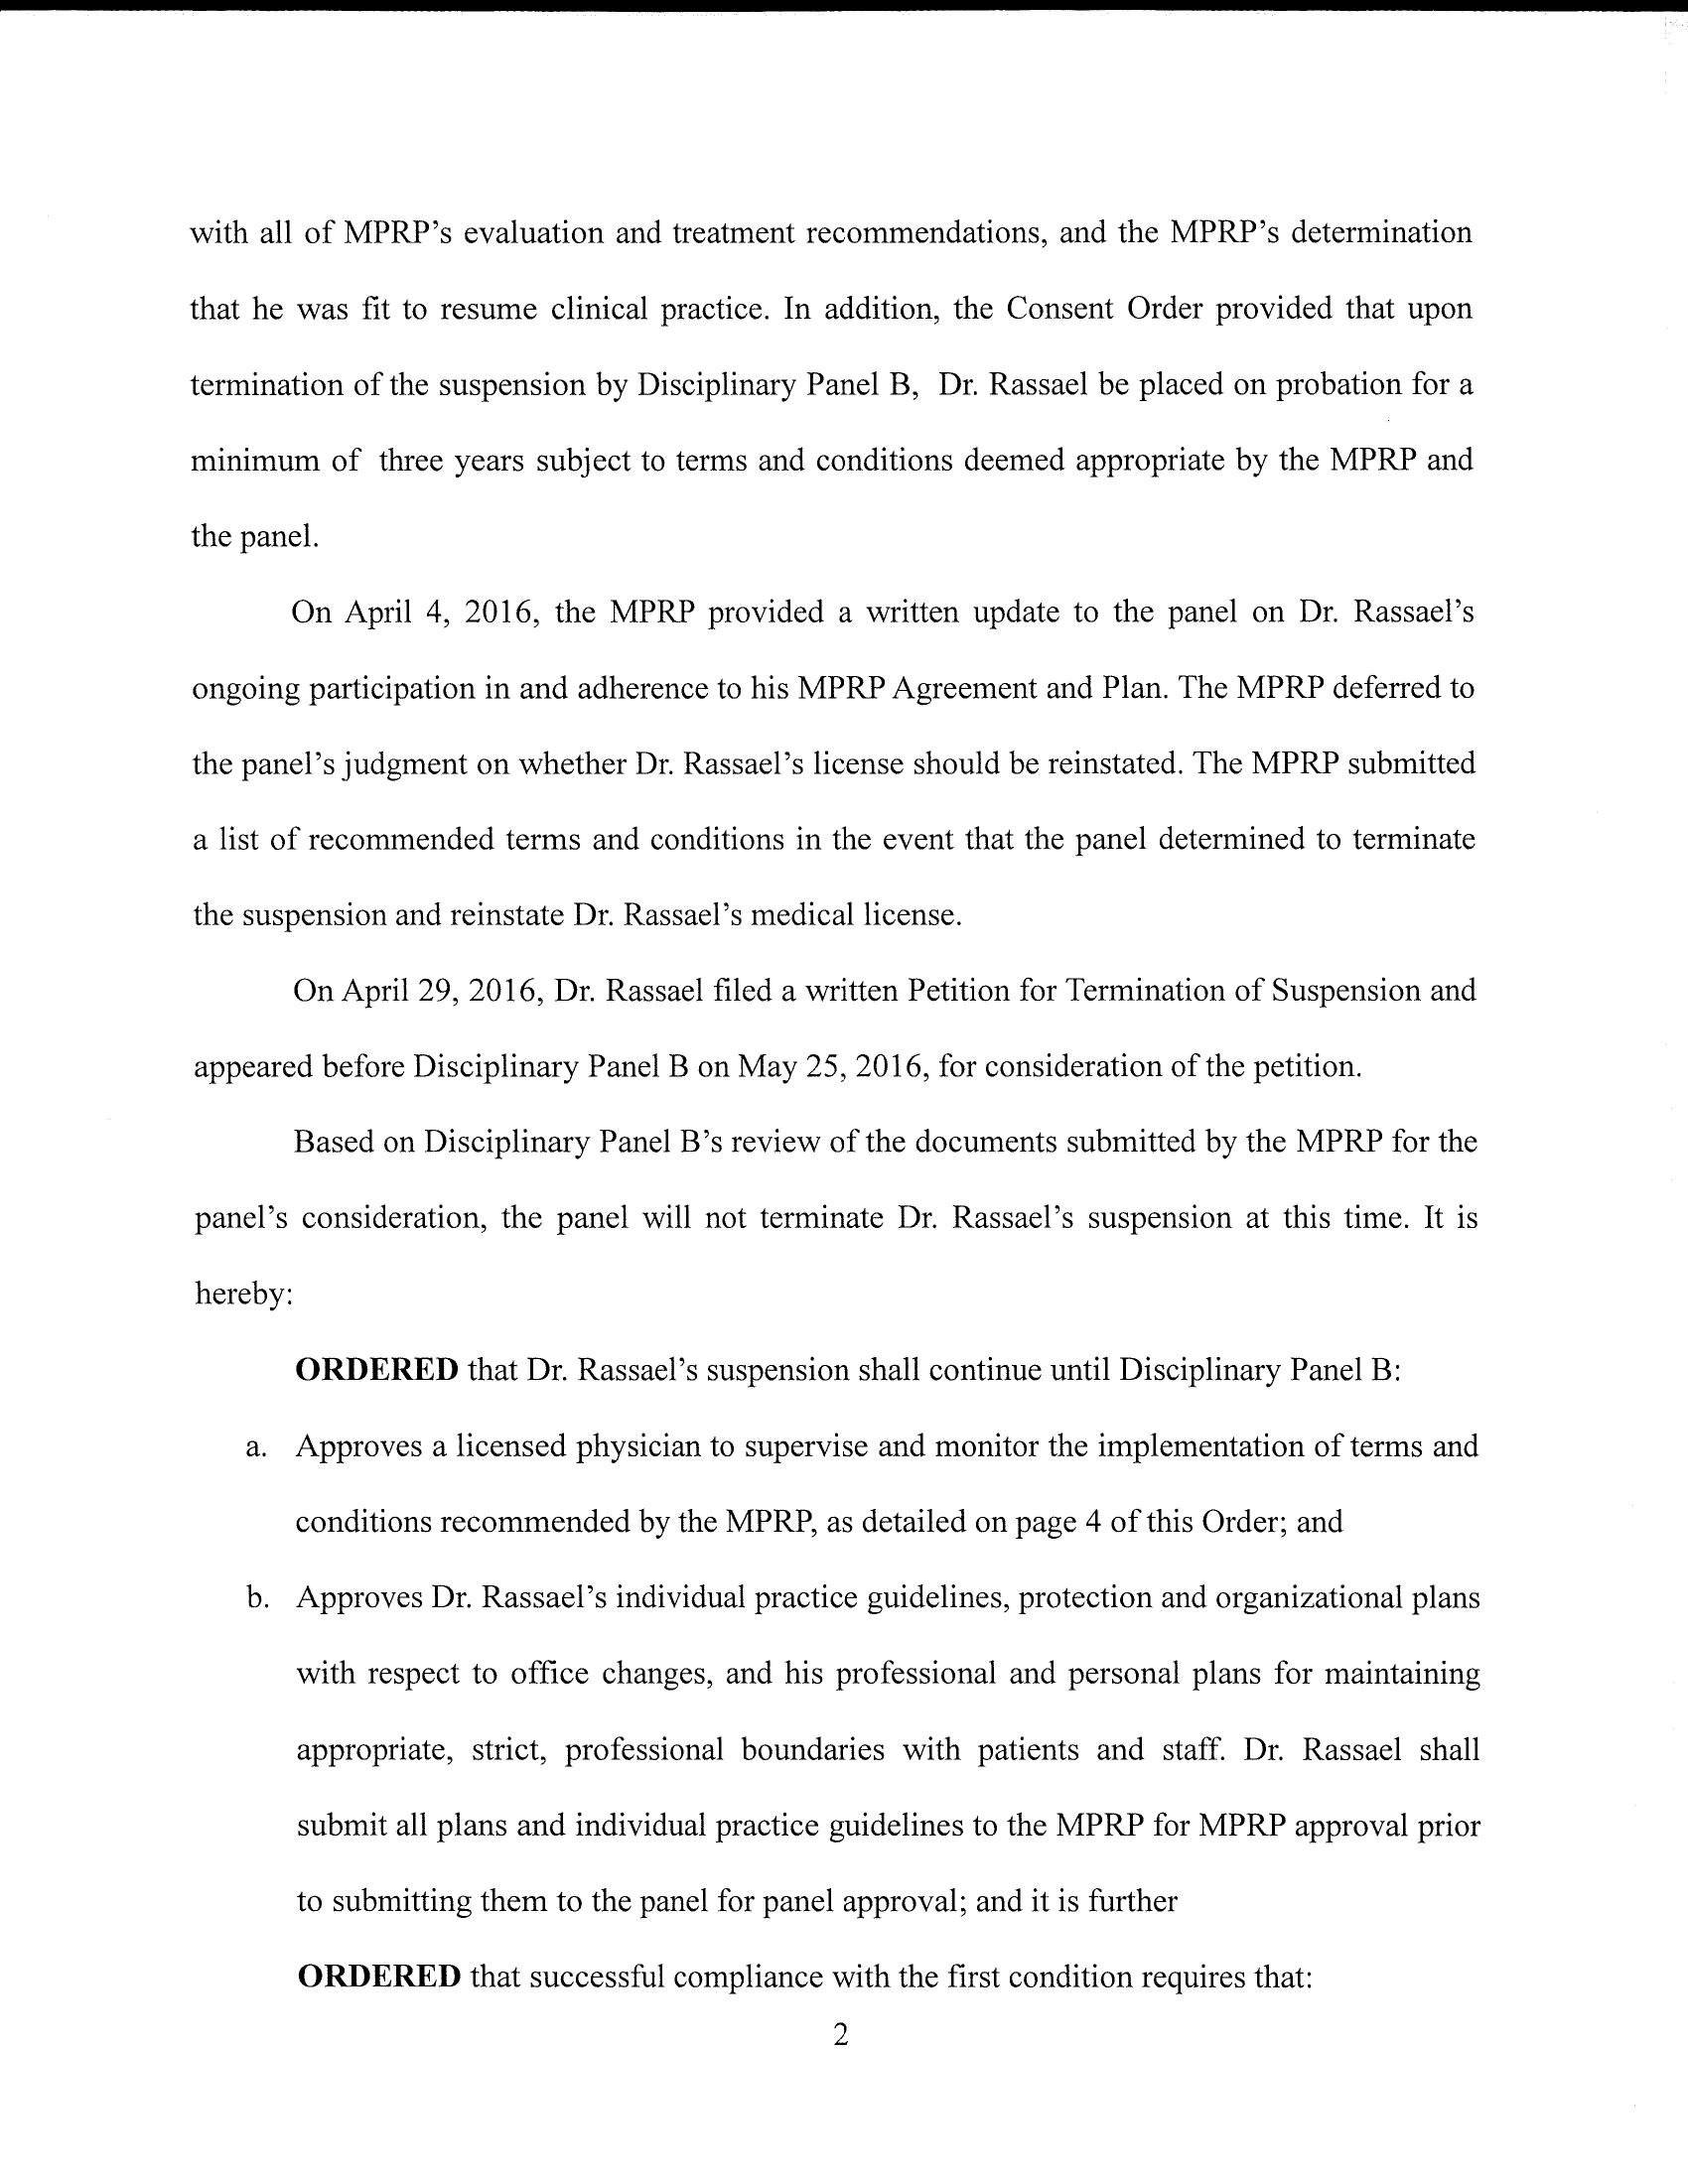 with all of MPRP’s evaluation and treatment recommendations, and the MPRP’s determination
that he was fit to resume clinical practice. In addition, the Consent Order provided that upon
termination of the suspension by Disciplinary Panel B, Dr. Rassael be placed on probation for a
minimum of three years subject to terms and conditions deemed appropriate by the MPRP and
the panel.
On April 4, 2016, the MPRP provided a written update to the panel on Dr. Rassael’s
ongoing participation in and adherence to his MPRP Agreement and Plan. The MPRP deferred to
the panel’s judgment on whether Dr. Rassael’s license should be reinstated. The MPRP submitted
a list of recommended terms and conditions in the event that the panel determined to terminate
the suspension and reinstate Dr. Rassael’s medical license.
On April 29, 2016, Dr. Rassael filed a written Petition for Termination of Suspension and
appeared before Disciplinary Panel B on May 25, 2016, for consideration of the petition.
Based on Disciplinary Panel B’s review of the documents submitted by the MPRP for the
panel’s consideration, the panel will not terminate Dr. Rassael’s suspension at this time. It is
hereby:
ORDERED that Dr. Rassael’s suspension shall continue until Disciplinary Panel B:
a. Approves a licensed physician to supervise and monitor the implementation of terms and
conditions recommended by the MPRP, as detailed on page 4 of this Order; and
b. Approves Dr. Rassael’s individual practice guidelines, protection and organizational plans
with respect to office changes, and his professional and personal plans for maintaining
appropriate, strict, professional boundaries with patients and staff. Dr. Rassael shall
submit all plans and individual practice guidelines to the MPRP for MPRP approval prior
to submitting them to the panel for panel approval; and it is further
ORDERED that successful compliance with the first condition requires that:
2